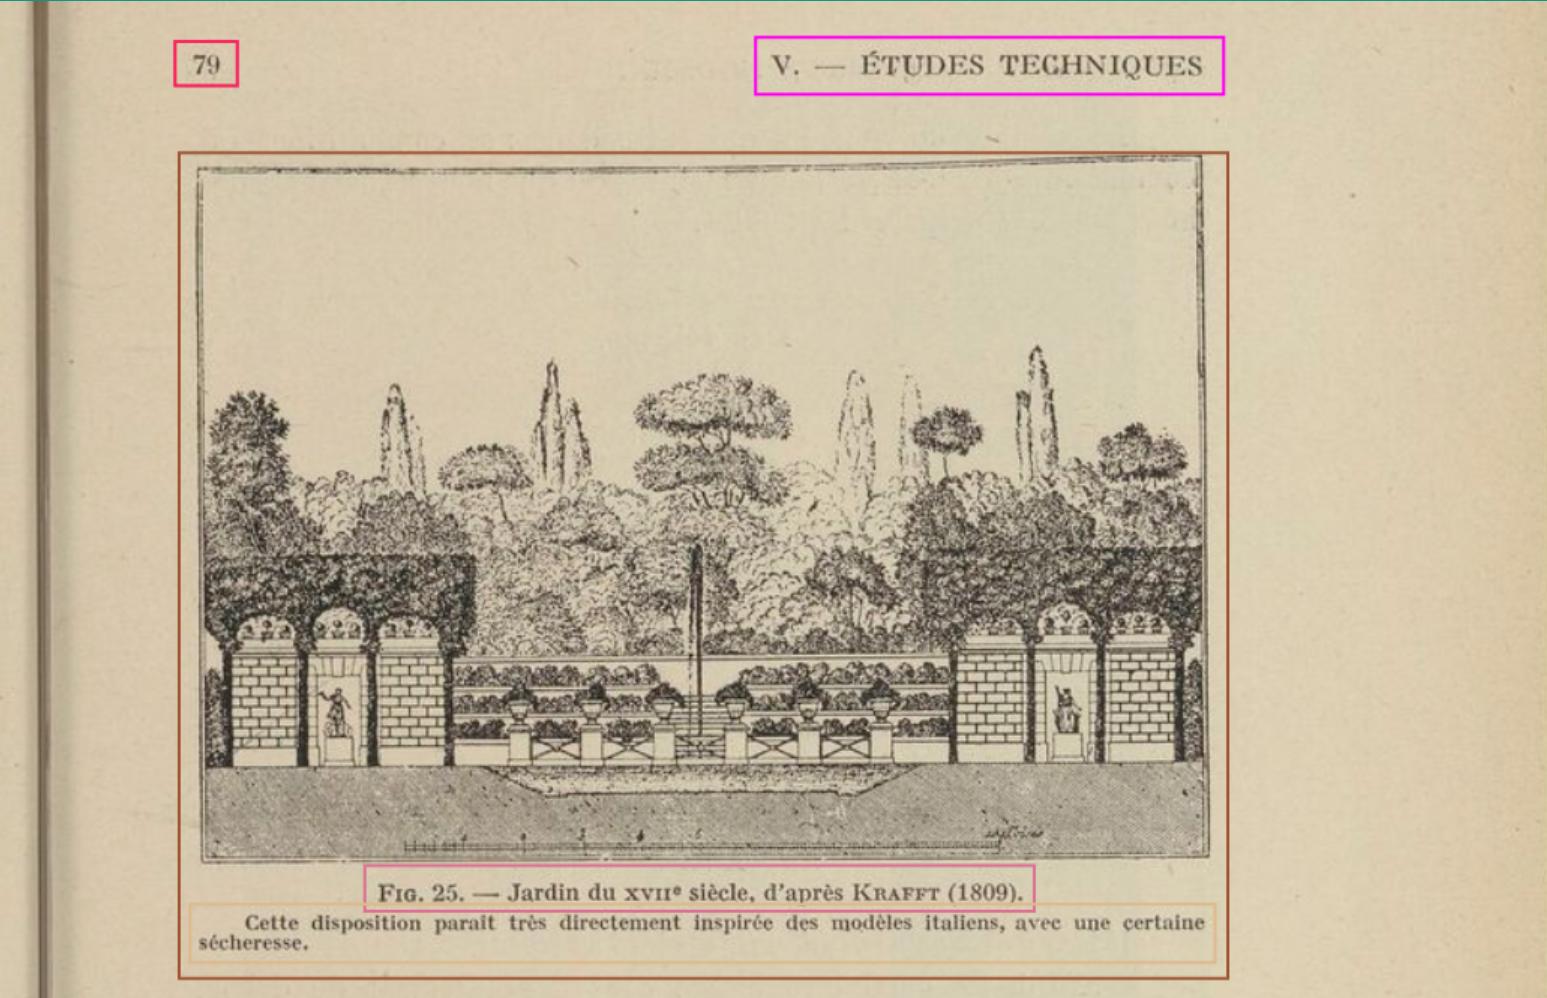 79
V. — ÉTUDES TECHNIQUES
FIG. 25. — Jardin du XVIIe siècle, d'après KRAFFT (1809).
Cette disposition paraît très directement inspirée des modèles italiens, avec une certaine
sécheresse.